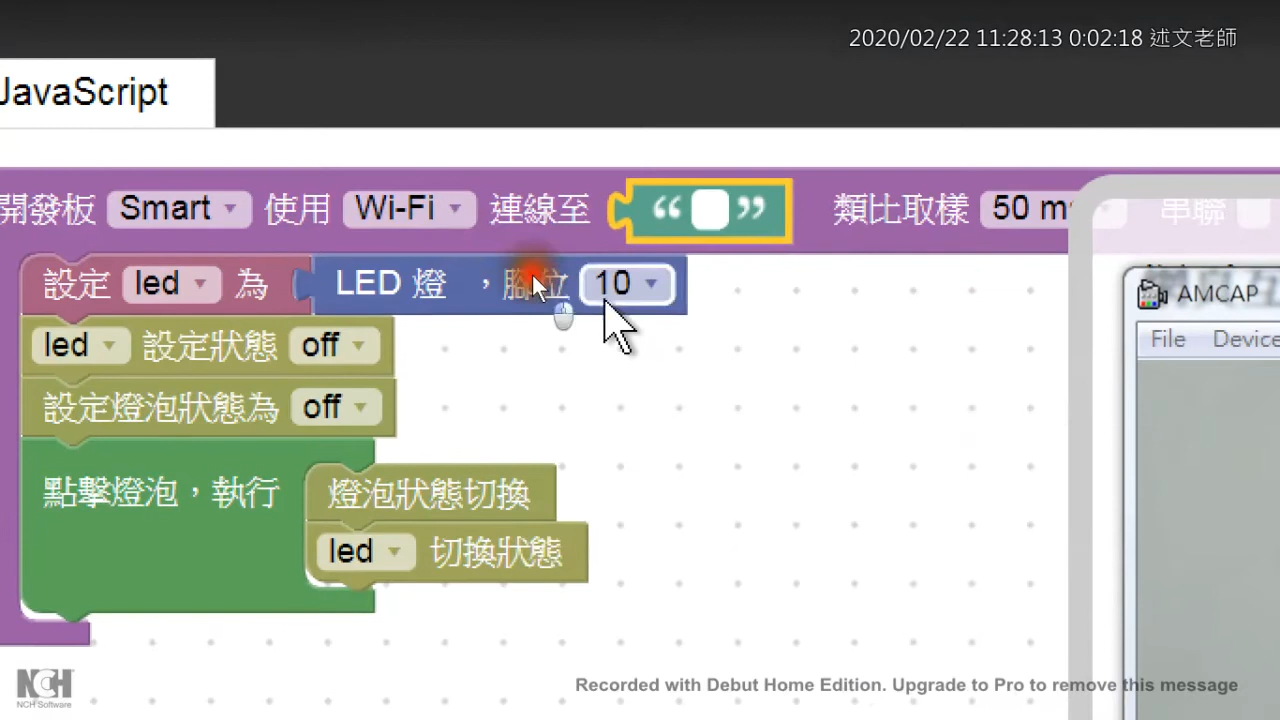 2020/02/22 11:28:13 0:02:18 述文老師
JavaScript
開發板 Smart 使用 Wi-Fi 連線至 “ ” 類比取樣 50 ms 串聯
設定 led 為 LED 燈 ，腳位 10
led 設定狀態 off
設定燈泡狀態為 off
點擊燈泡，執行 燈泡狀態切換
led 切換狀態
AMCAP
File Device
NCH
NCH Software
Recorded with Debut Home Edition. Upgrade to Pro to remove this message